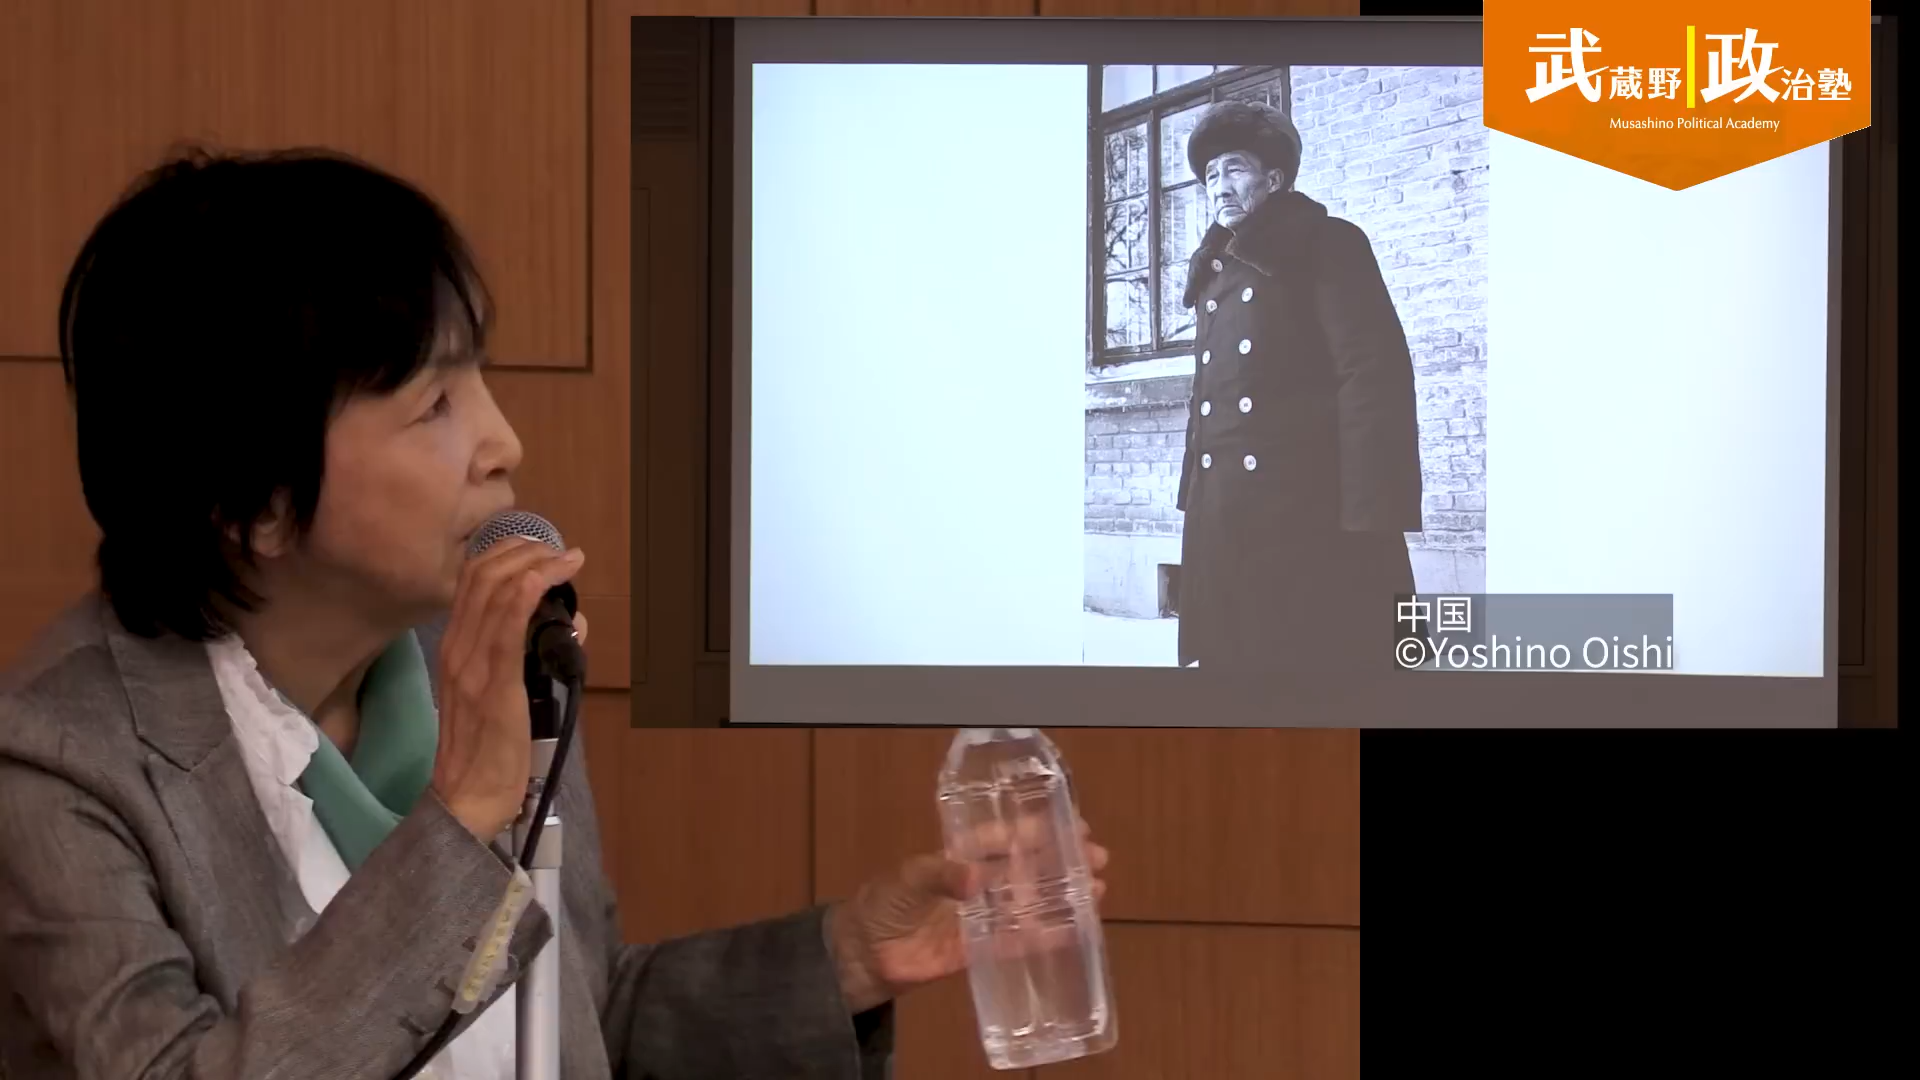 武蔵野政治塾
Musashino Political Academy
中国
©Yoshino Oishi